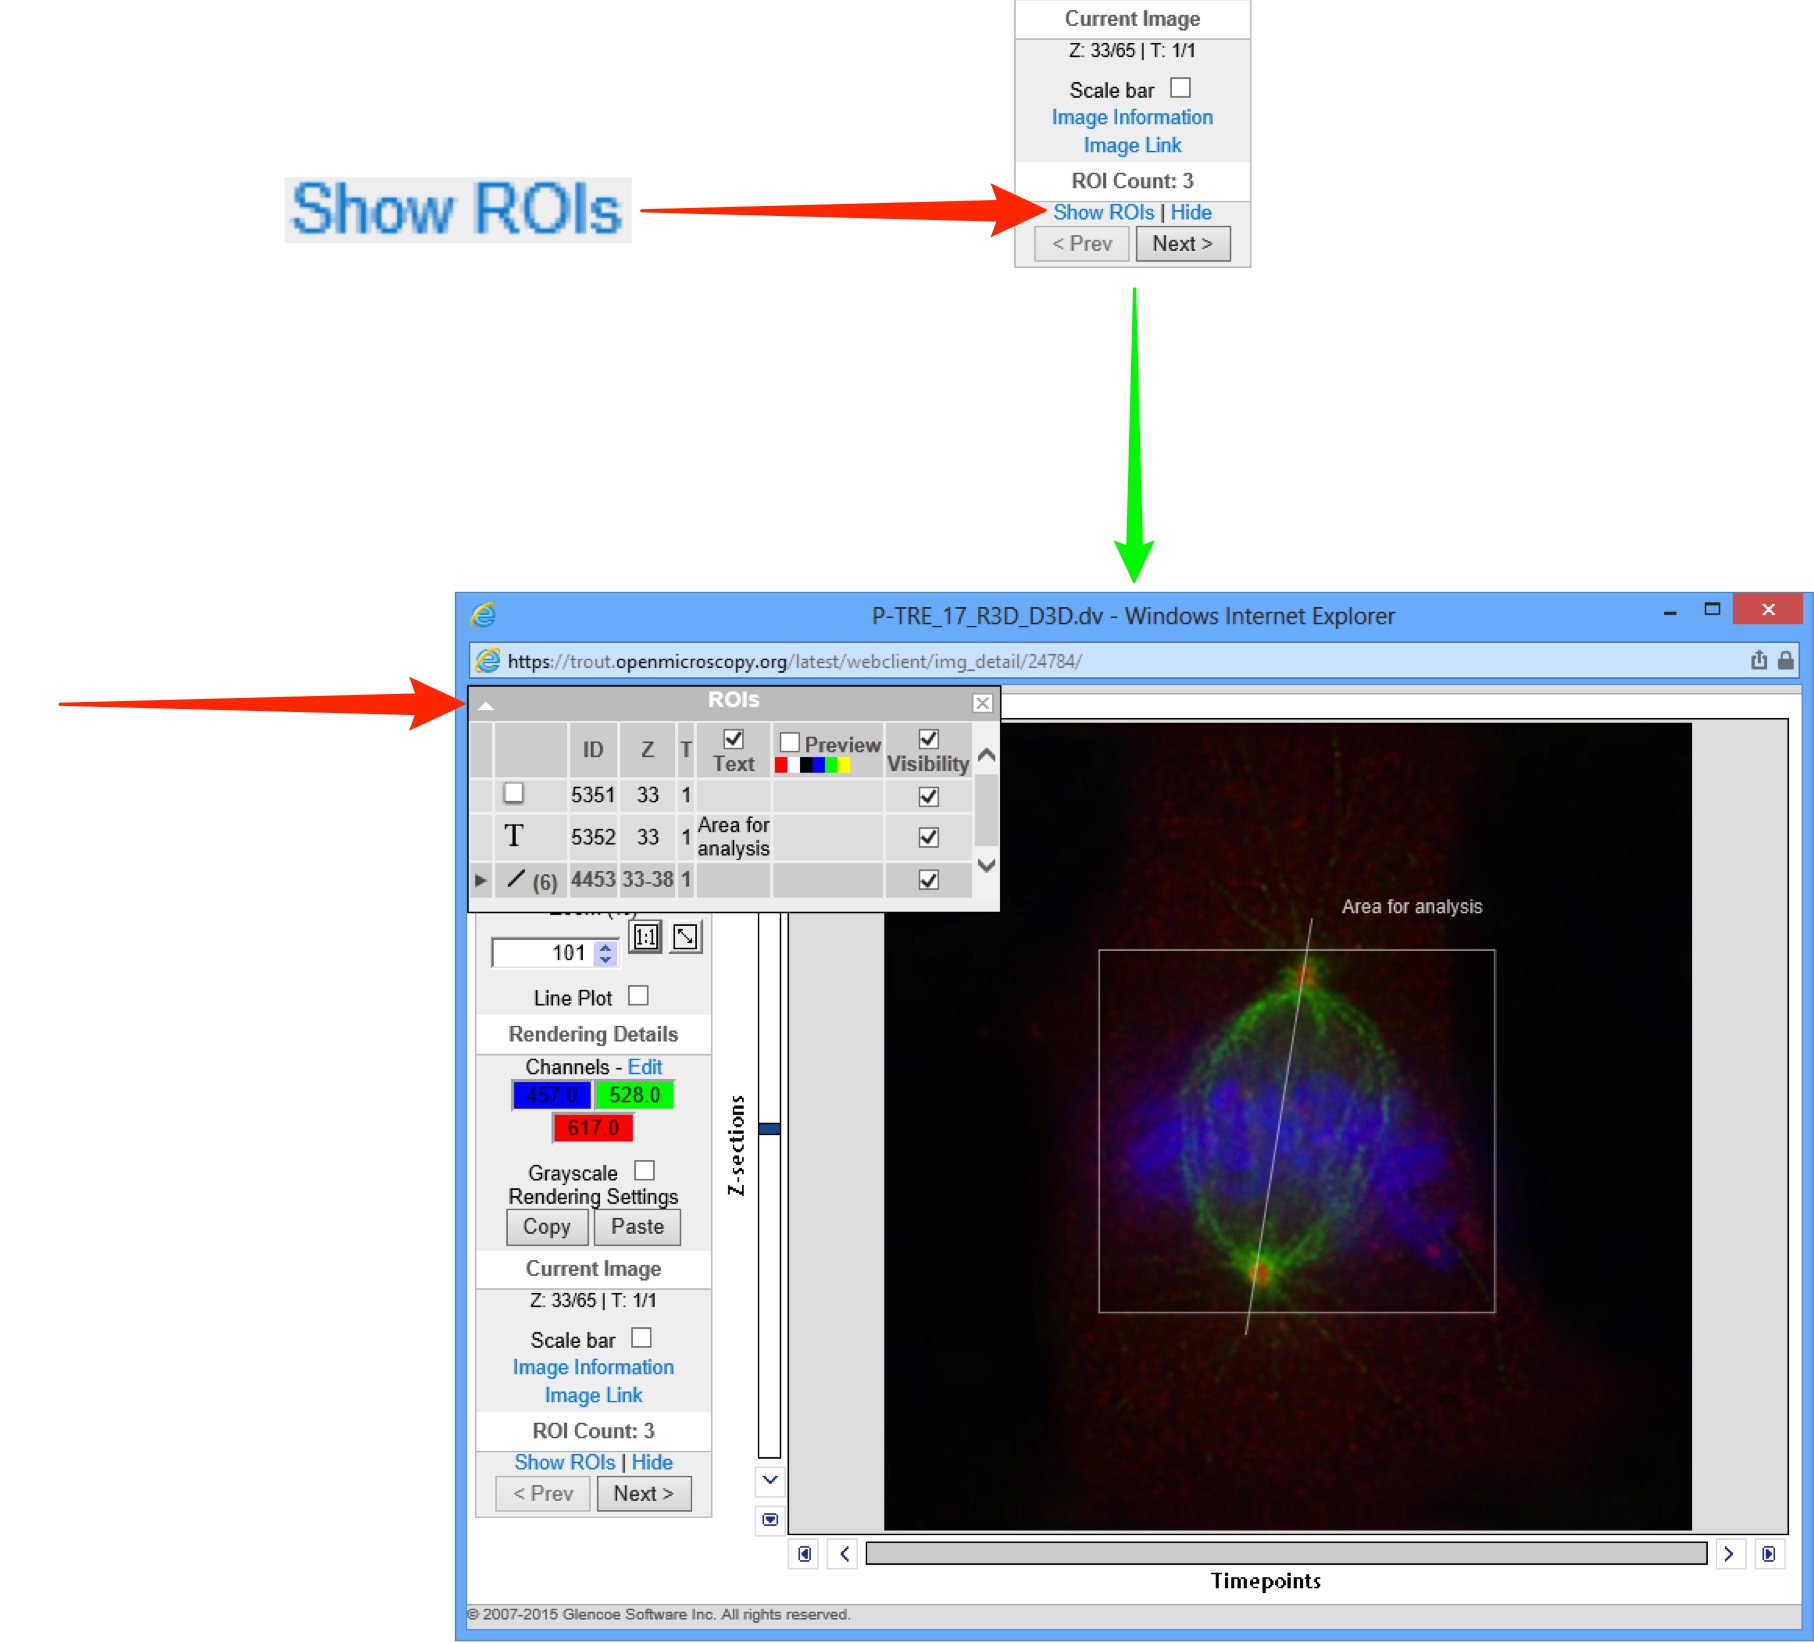 Current Image
Z: 33/65 | T: 1/1
Scale bar
Image Information
Image Link
ROI Count: 3
Show ROIs
Show ROIs | Hide
< Prev Next >
P-TRE_17_R3D_D3D.dv - Windows Internet Explorer
https://trout.openmicroscopy.org/latest/webclient/img_detail/24784/
ROIs
ID Z T Text Preview Visibility
5351 33 1
5352 33 1 Area for
analysis
(6) 4453 33-38 1
101 1:1
Line Plot
Rendering Details
Channels - Edit
457.0 528.0
617.0
Grayscale
Rendering Settings
Copy Paste
Current Image
Z: 33/65 | T: 1/1
Scale bar
Image Information
Image Link
ROI Count: 3
Show ROIs | Hide
< Prev Next >
Z-sections
Area for analysis
Timepoints
© 2007-2015 Glencoe Software Inc. All rights reserved.